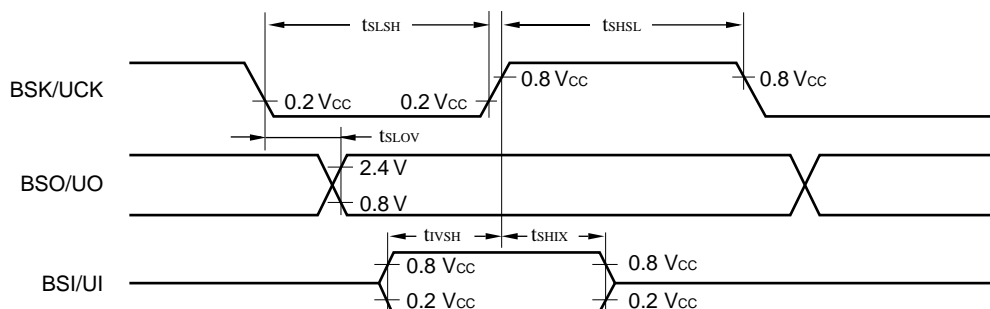 tSLSH tSHSL
BSK/UCK 0.2 VCC 0.2 VCC 0.8 VCC 0.8 VCC
tSLOV
BSO/UO 2.4 V
0.8 V
tIVSH tSHIX
BSI/UI 0.8 VCC 0.8 VCC
0.2 VCC 0.2 VCC